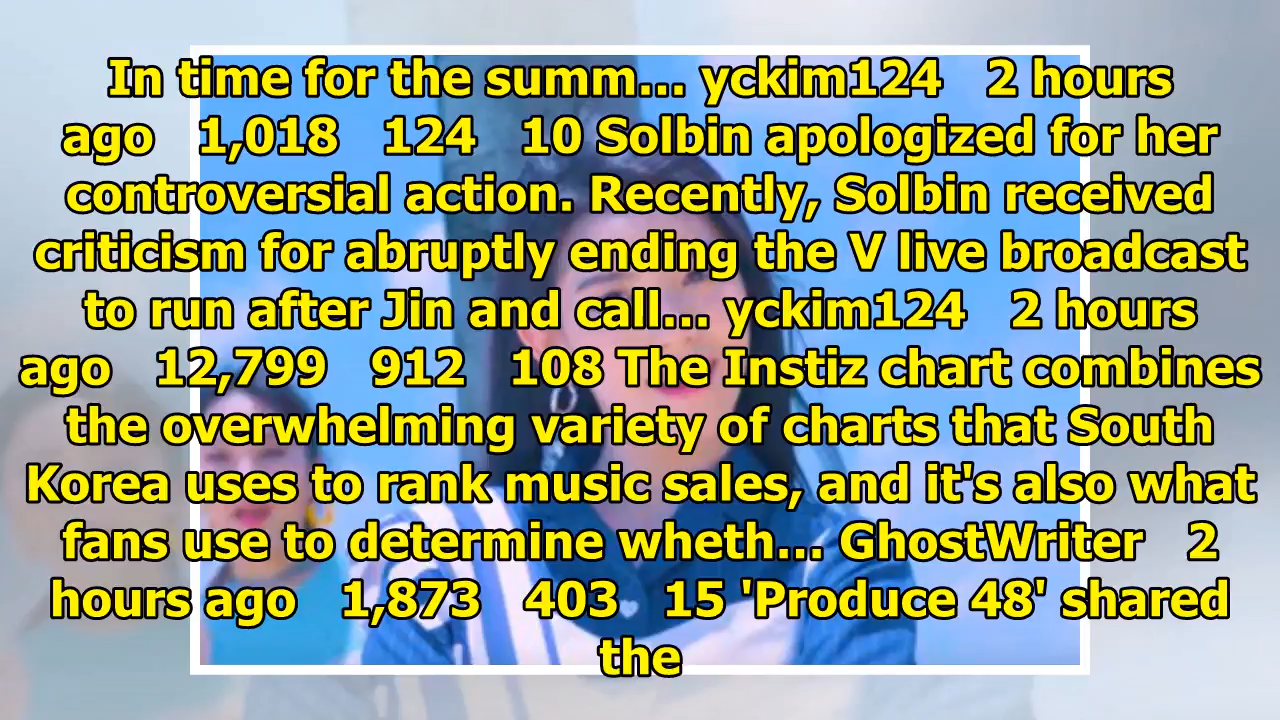 In time for the summ... yckim124 2 hours
ago 1,018 124 10 Solbin apologized for her
controversial action. Recently, Solbin received
criticism for abruptly ending the V live broadcast
to run after Jin and call... yckim124 2 hours
ago 12,799 912 108 The Instiz chart combines
the overwhelming variety of charts that South
Korea uses to rank music sales, and it's also what
fans use to determine wheth... GhostWriter 2
hours ago 1,873 403 15 'Produce 48' shared
the